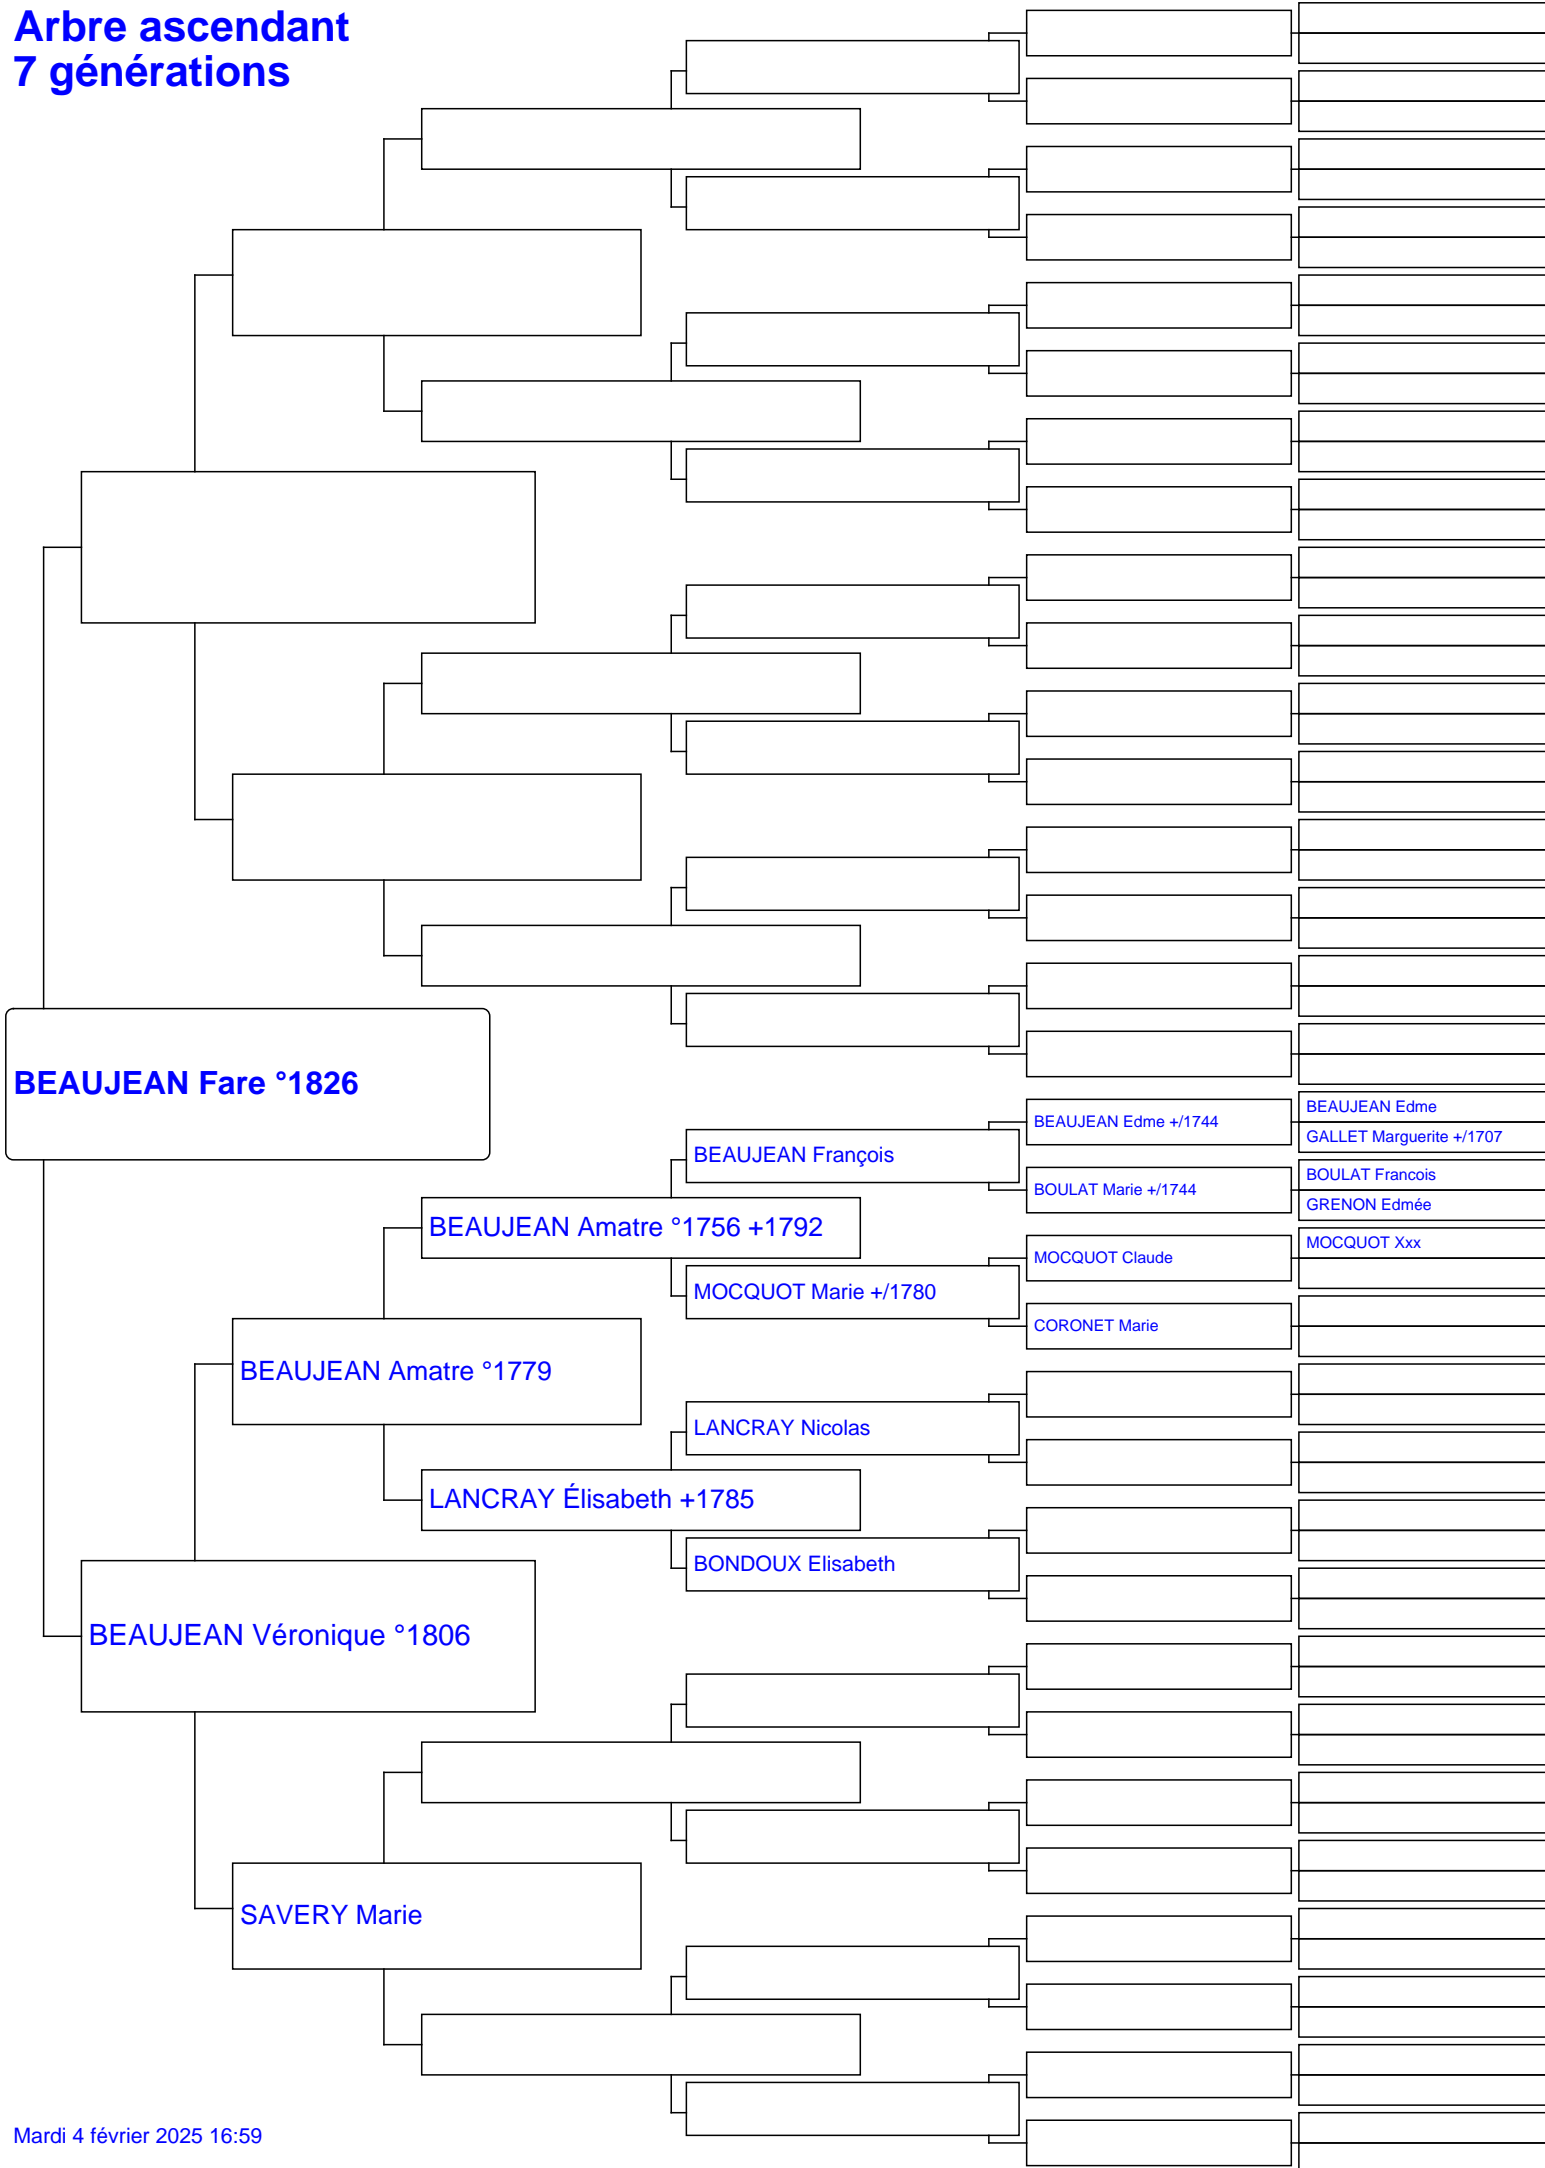 Arbre ascendant
7 générations
BEAUJEAN Fare °1826
BEAUJEAN Edme +/1744
BEAUJEAN Edme
GALLET Marguerite +/1707
BEAUJEAN François
BOULAT Marie +/1744
BOULAT Francois
GRENON Edmée
BEAUJEAN Amatre °1756 +1792
MOCQUOT Claude
MOCQUOT Xxx
MOCQUOT Marie +/1780
CORONET Marie
BEAUJEAN Amatre °1779
LANCRAY Nicolas
LANCRAY Élisabeth +1785
BONDOUX Elisabeth
BEAUJEAN Véronique °1806
SAVERY Marie
Mardi 4 février 2025 16:59